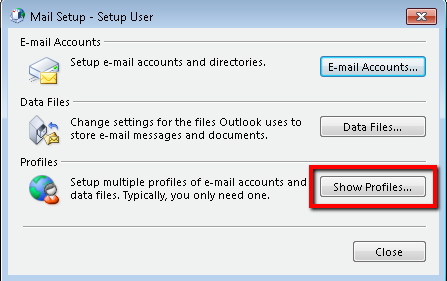 Mail Setup - Setup User
E-mail Accounts
Setup e-mail accounts and directories.
E-mail Accounts...
Data Files
Change settings for the files Outlook uses to
store e-mail messages and documents.
Data Files...
Profiles
Setup multiple profiles of e-mail accounts and
data files. Typically, you only need one.
Show Profiles...
Close